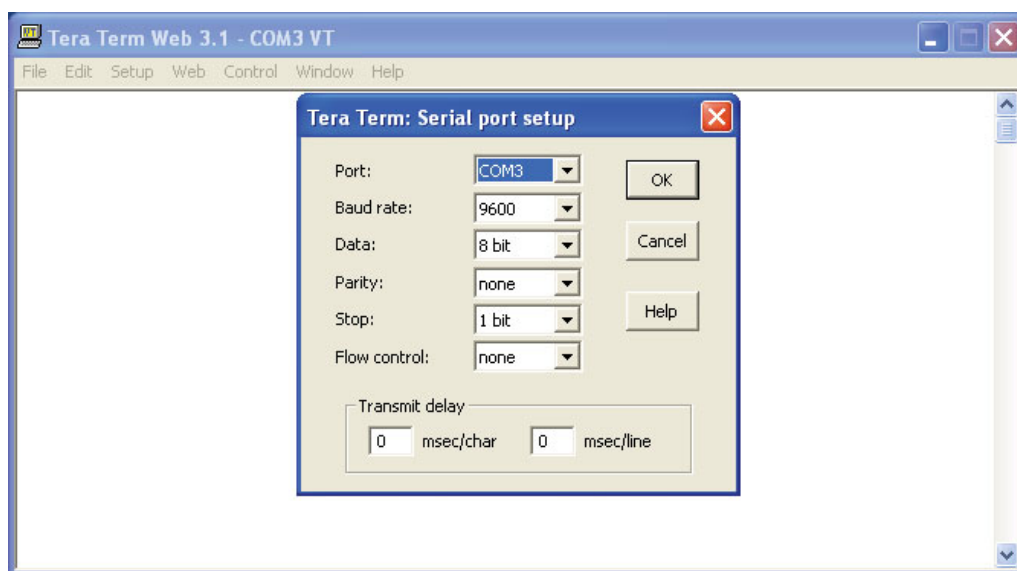 Tera Term Web 3.1 - COM3 VT
File Edit Setup Web Control Window Help
Tera Term: Serial port setup
Port: COM3 OK
Baud rate: 9600
Data: 8 bit Cancel
Parity: none
Stop: 1 bit Help
Flow control: none
Transmit delay
0 msec/char 0 msec/line